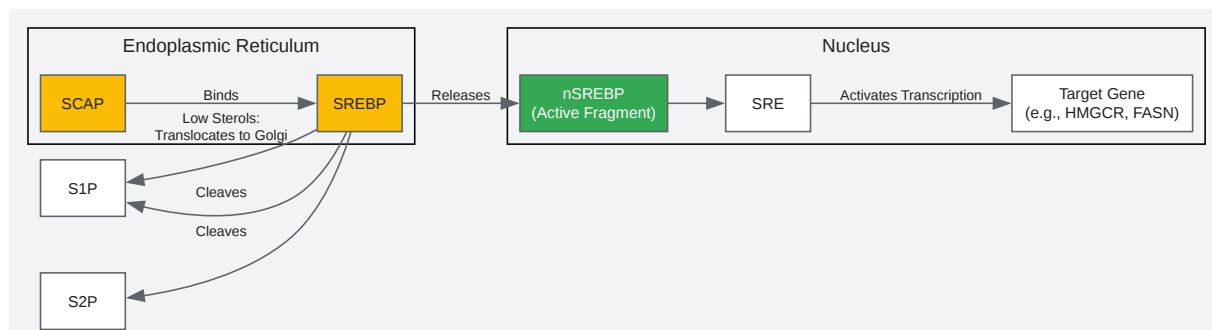 Endoplasmic Reticulum
Nucleus
SCAP
Binds
SREBP
Releases
nSREBP
(Active Fragment)
SRE
Activates Transcription
Target Gene
(e.g., HMGCR, FASN)
Low Sterols:
Translocates to Golgi
S1P
Cleaves
Cleaves
S2P